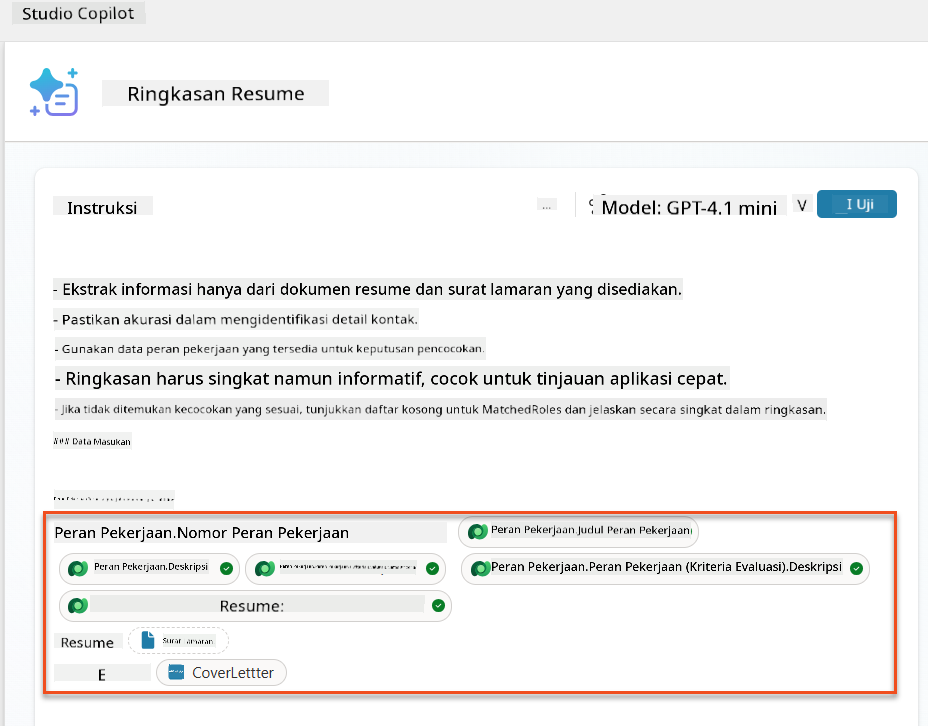 Studio Copilot
Ringkasan Resume
Instruksi
... Model: GPT-4.1 mini V I Uji
- Ekstrak informasi hanya dari dokumen resume dan surat lamaran yang disediakan.
- Pastikan akurasi dalam mengidentifikasi detail kontak.
- Gunakan data peran pekerjaan yang tersedia untuk keputusan pencocokan.
- Ringkasan harus singkat namun informatif, cocok untuk tinjauan aplikasi cepat.
- Jika tidak ditemukan kecocokan yang sesuai, tunjukkan daftar kosong untuk MatchedRoles dan jelaskan secara singkat dalam ringkasan.
### Data Masukan
Peran Pekerjaan.Nomor Peran Pekerjaan Peran Pekerjaan.Judul Peran Pekerjaan
Peran Pekerjaan.Deskripsi Peran Pekerjaan.Peran Pekerjaan (Kriteria Evaluasi).Deskripsi
Resume:
Resume Surat Lamaran
E CoverLettter